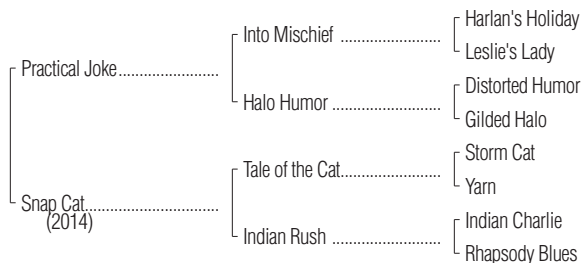 Harlan's Holiday
Into Mischief ....................
Leslie's Lady
Practical Joke....................
Distorted Humor
Halo Humor ......................
Gilded Halo
Storm Cat
Tale of the Cat...................
Yarn
Snap Cat...........................
(2014)
Indian Charlie
Indian Rush ......................
Rhapsody Blues